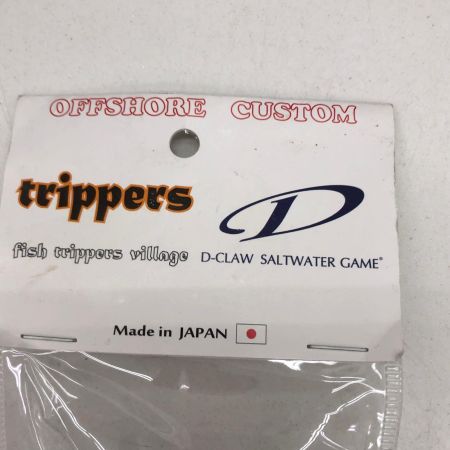 OFFSHORE CUSTOM
trippers
fish trippers village
D
D-CLAW SALTWATER GAME®
Made in JAPAN